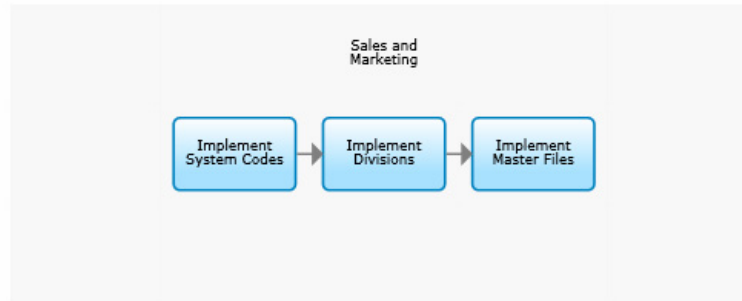 Sales and
Marketing
Implement
System Codes
Implement
Divisions
Implement
Master Files